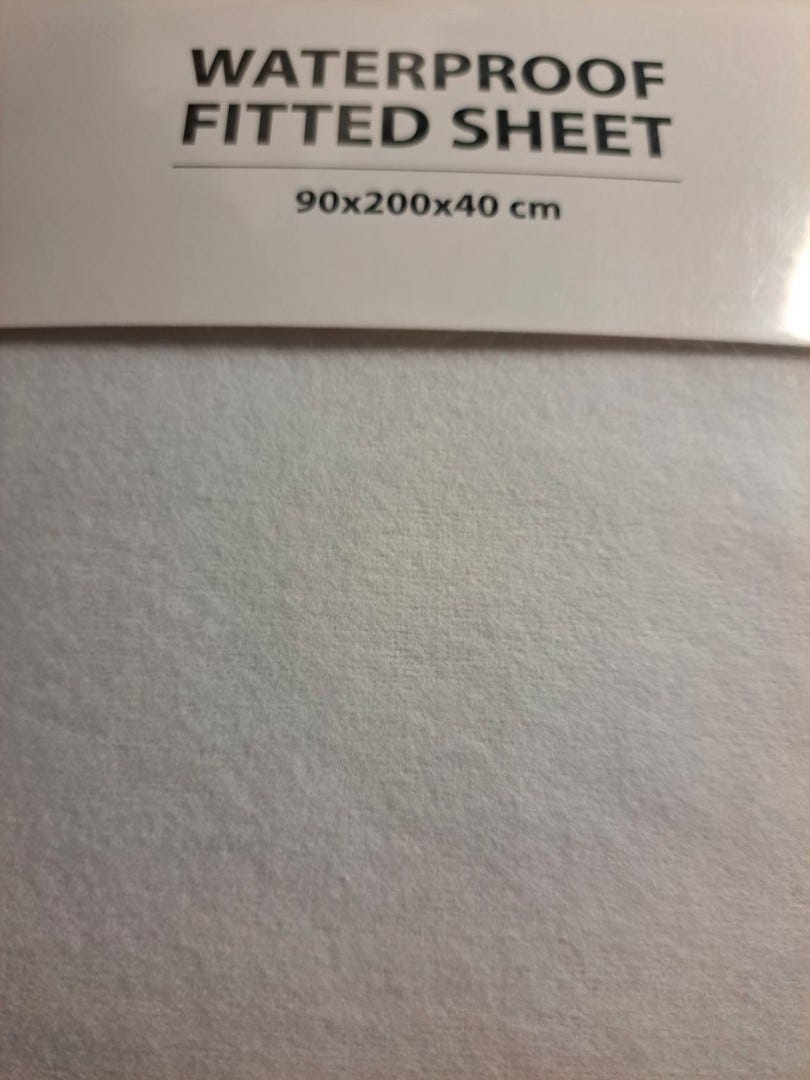 WATERPROOF
FITTED SHEET
90x200x40 cm